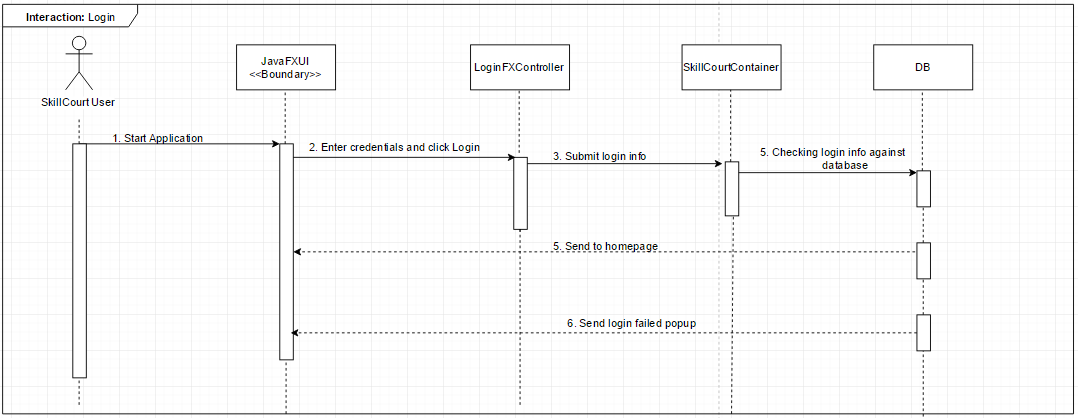 Interaction: Login
SkillCourt User
JavaFXUI
<<Boundary>>
LoginFXController
SkillCourtContainer
DB
1. Start Application
2. Enter credentials and click Login
3. Submit login info
5. Checking login info against
database
5. Send to homepage
6. Send login failed popup